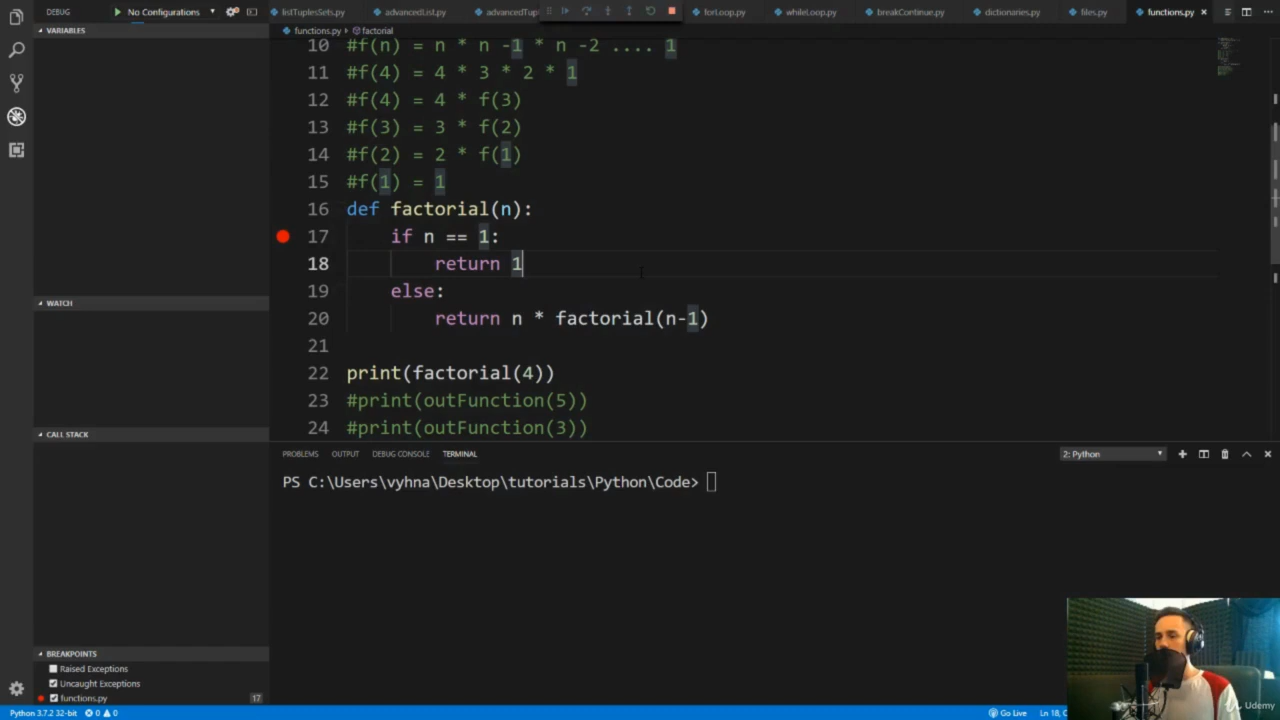 DEBUG
No Configurations
listTuplesSets.py
advancedList.py
advancedTup
forLoop.py
whileLoop.py
breakContinue.py
dictionaries.py
files.py
functions.py
VARIABLES
functions.py > factorial
10 #f(n) = n * n -1 * n -2 .... 1
11 #f(4) = 4 * 3 * 2 * 1
12 #f(4) = 4 * f(3)
13 #f(3) = 3 * f(2)
14 #f(2) = 2 * f(1)
15 #f(1) = 1
16 def factorial(n):
17 if n == 1:
18 return 1
19 else:
20 return n * factorial(n-1)
21
22 print(factorial(4))
23 #print(outFunction(5))
24 #print(outFunction(3))
WATCH
CALL STACK
PROBLEMS OUTPUT DEBUG CONSOLE TERMINAL
2: Python
PS C:\Users\vyhna\Desktop\tutorials\Python\Code>
BREAKPOINTS
Raised Exceptions
Uncaught Exceptions
functions.py 17
Python 3.7.2 32-bit 0 0
Go Live
Ln 18, C
Udemy